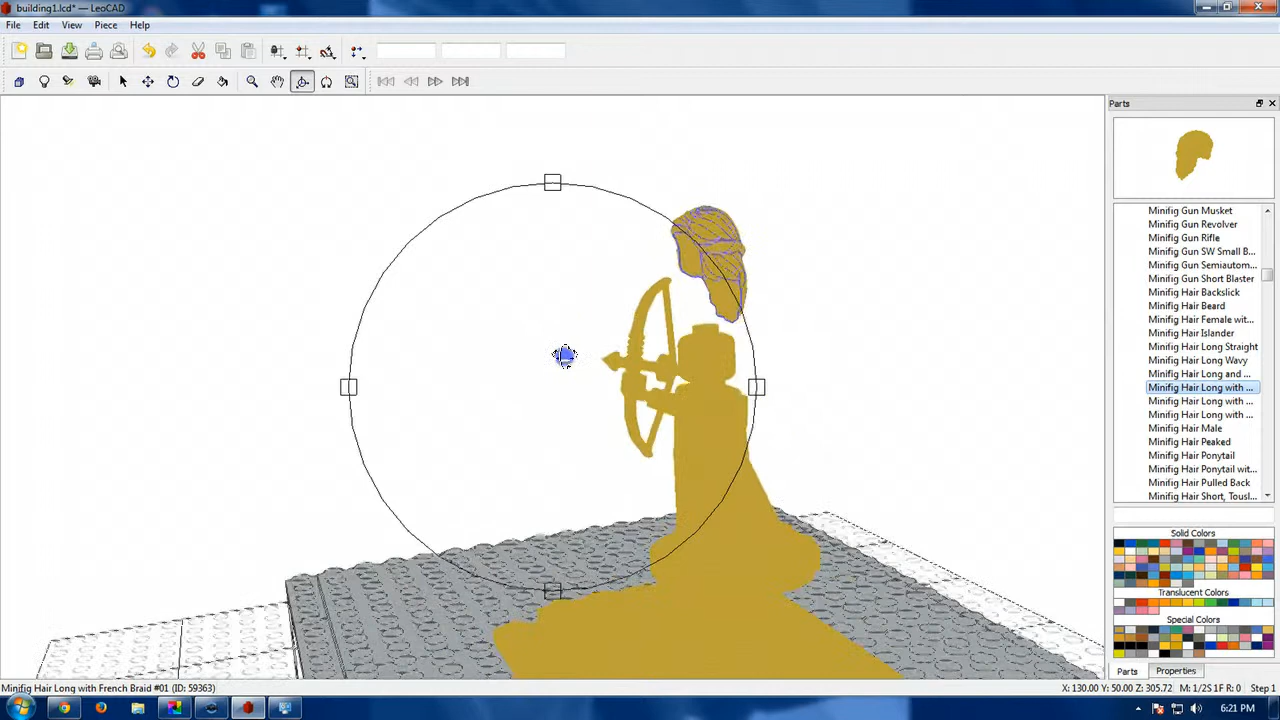 building1.lcd* — LeoCAD
File Edit View Piece Help
Parts
Minifig Gun Musket
Minifig Gun Revolver
Minifig Gun Rifle
Minifig Gun SW Small B...
Minifig Gun Semiautom...
Minifig Gun Short Blaster
Minifig Hair Backslick
Minifig Hair Beard
Minifig Hair Female wit...
Minifig Hair Islander
Minifig Hair Long Straight
Minifig Hair Long Wavy
Minifig Hair Long and ...
Minifig Hair Long with ...
Minifig Hair Long with ...
Minifig Hair Long with ...
Minifig Hair Male
Minifig Hair Peaked
Minifig Hair Ponytail
Minifig Hair Ponytail wit...
Minifig Hair Pulled Back
Minifig Hair Short, Tousl...
Solid Colors
Translucent Colors
Special Colors
Parts Properties
Minifig Hair Long with French Braid #01 (ID: 59363) X: 130.00 Y: 50.00 Z: 305.72 M: 1/2S 1F R: 0 Step 1
6:21 PM